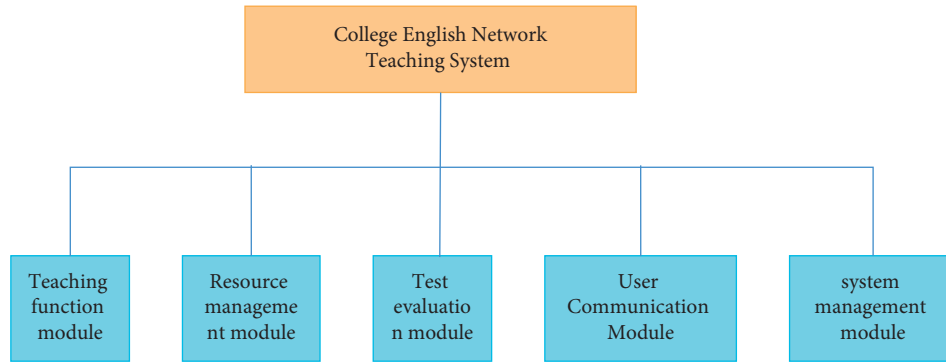 College English Network
Teaching System
Teaching
function
module
Resource
manageme
nt module
Test
evaluatio
n module
User
Communication
Module
system
management
module